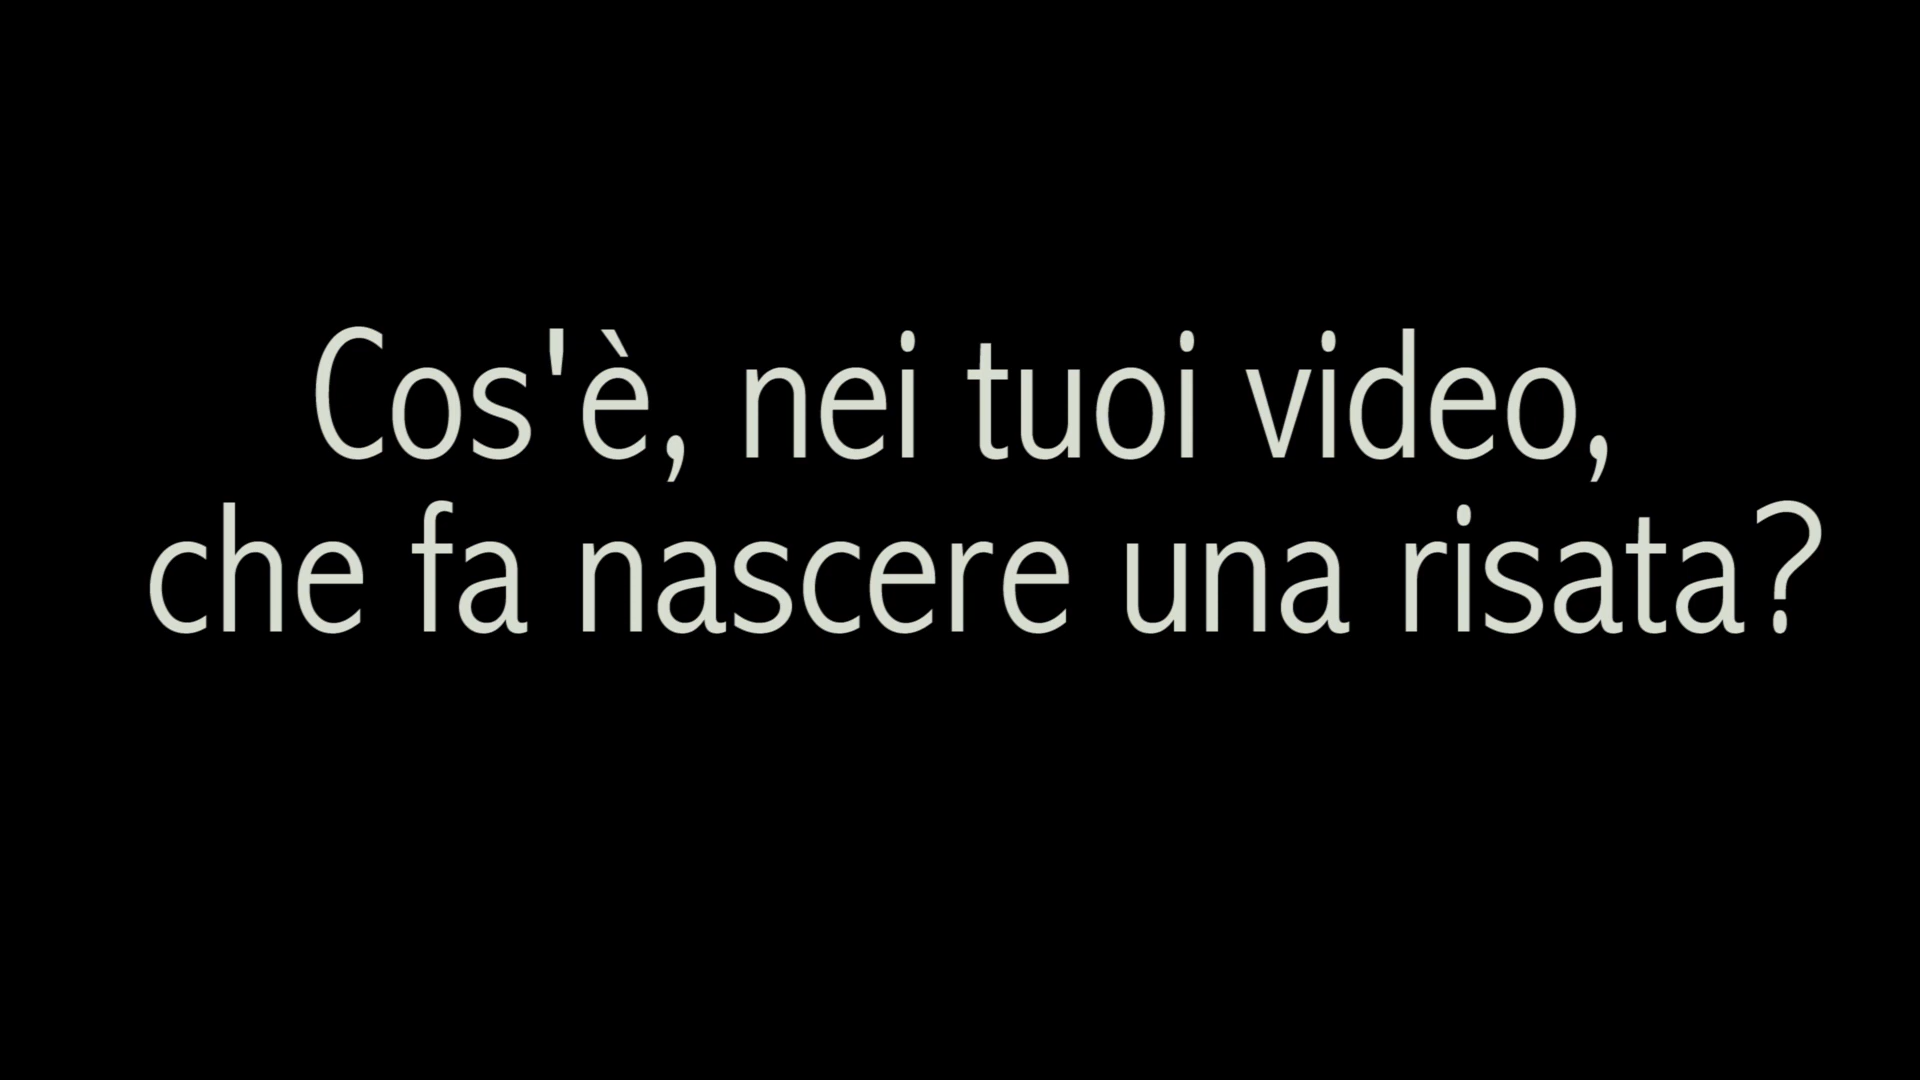 Cos'è, nei tuoi video,
che fa nascere una risata?